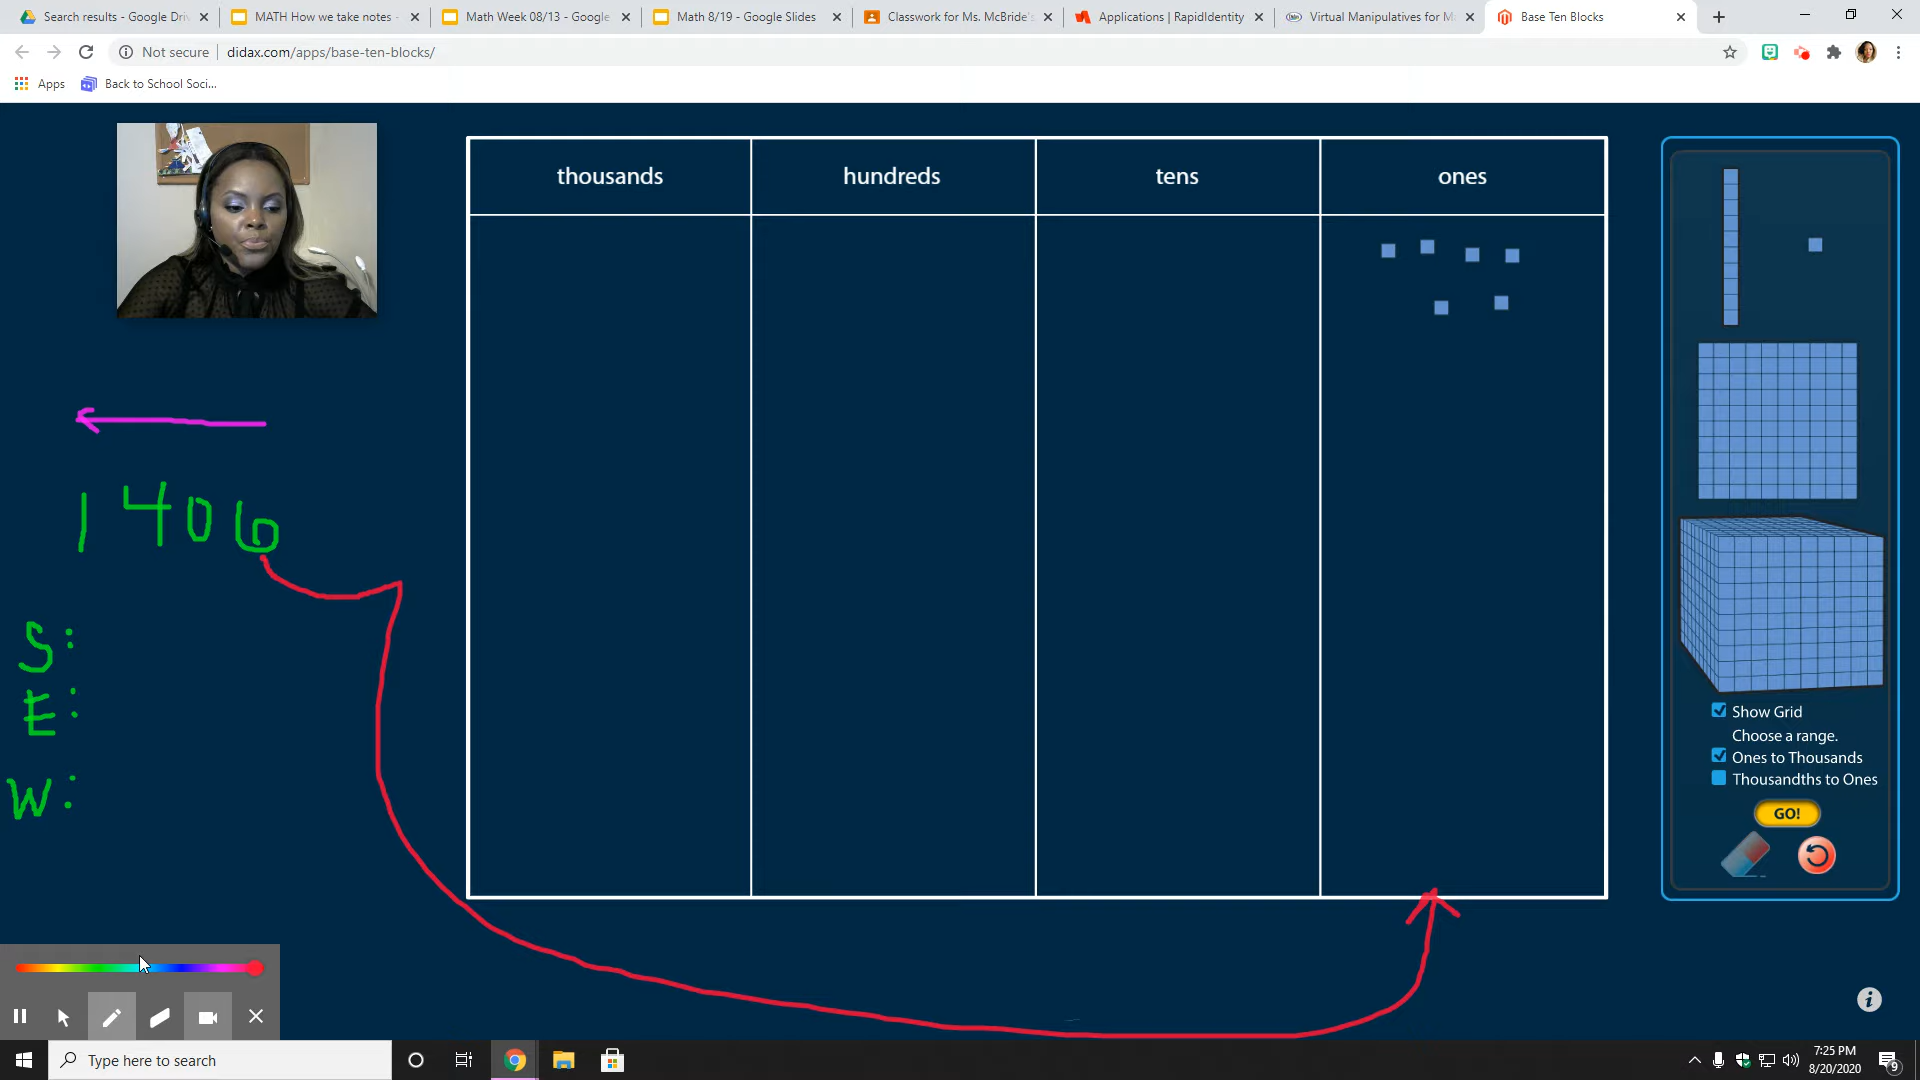 Search results - Google Dri
MATH How we take notes -
Math Week 08/13 - Google
Math 8/19 - Google Slides
Classwork for Ms. McBride's
Applications | RapidIdentity
Virtual Manipulatives for M
Base Ten Blocks
Not secure | didax.com/apps/base-ten-blocks/
Apps
Back to School Soci...
thousands
hundreds
tens
ones
1406
S:
E:
W:
Show Grid
Choose a range.
Ones to Thousands
Thousandths to Ones
GO!
i
Type here to search
7:25 PM
8/20/2020
9